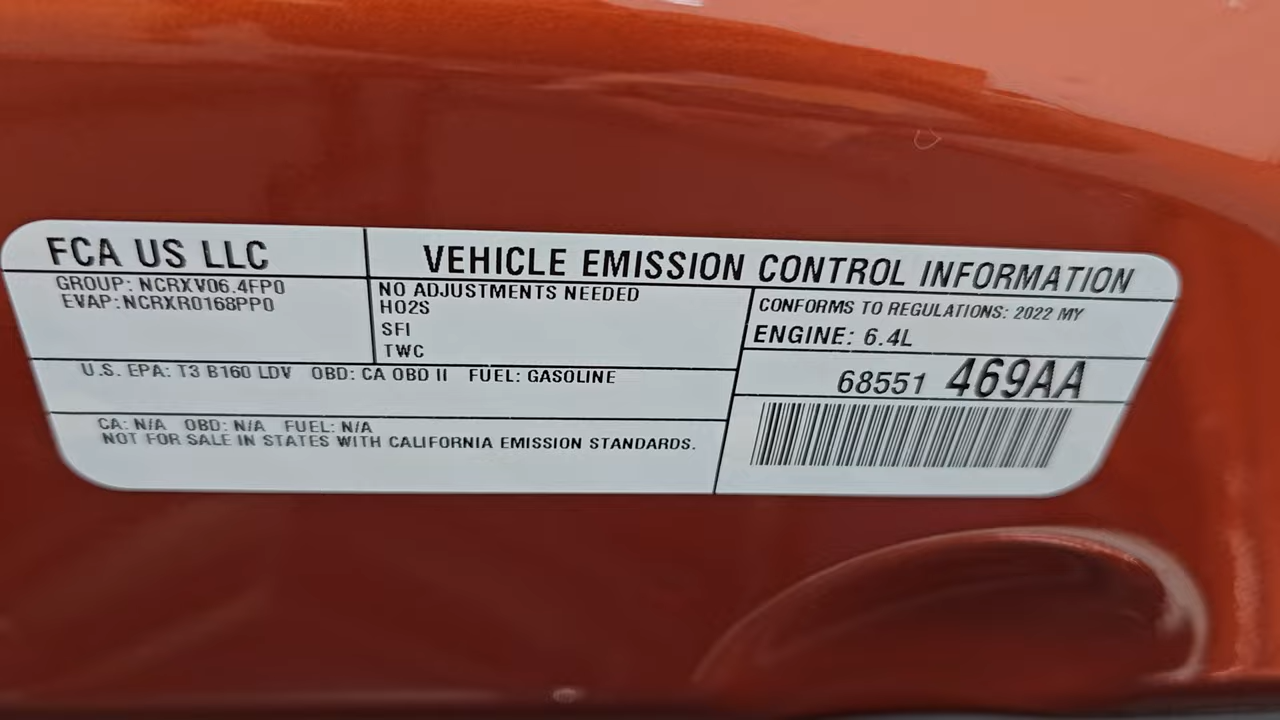 FCA US LLC
VEHICLE EMISSION CONTROL INFORMATION
GROUP: NCRXV06.4FP0
EVAP: NCRXR0168PP0
NO ADJUSTMENTS NEEDED
HO2S
SFI
TWC
CONFORMS TO REGULATIONS: 2022 MY
ENGINE: 6.4L
68551 469AA
U.S. EPA: T3 B160 LDV OBD: CA OBD II FUEL: GASOLINE
CA: N/A OBD: N/A FUEL: N/A
NOT FOR SALE IN STATES WITH CALIFORNIA EMISSION STANDARDS.